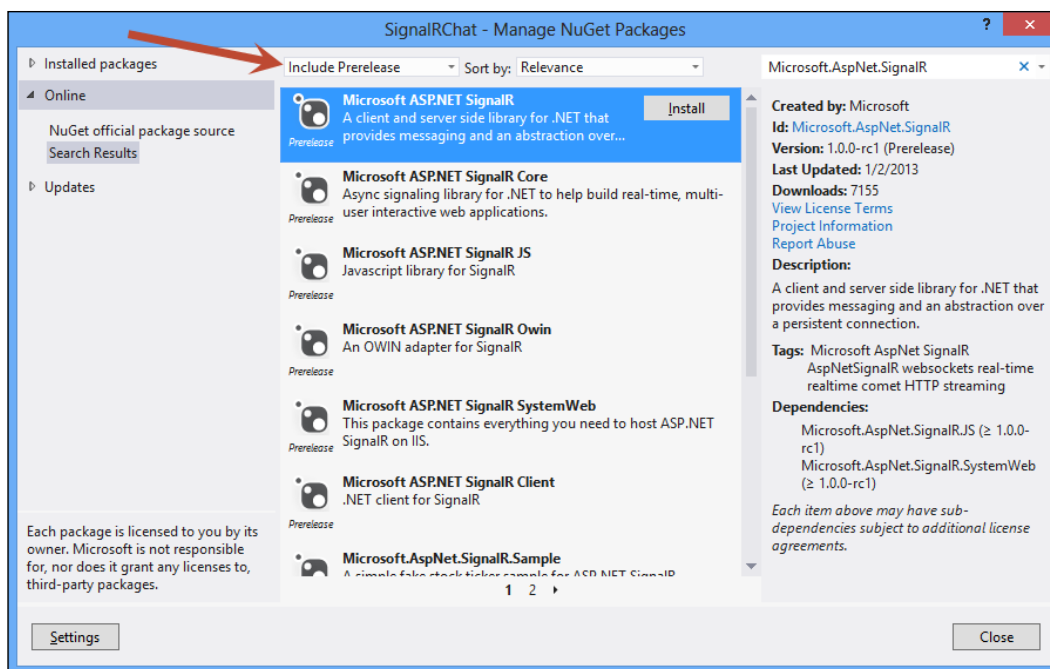 SignalRChat - Manage NuGet Packages
?
Installed packages
Online
NuGet official package source
Search Results
Updates
Each package is licensed to you by its
owner. Microsoft is not responsible
for, nor does it grant any licenses to,
third-party packages.
Include Prerelease
Sort by: Relevance
Microsoft ASP.NET SignalR
A client and server side library for .NET that
provides messaging and an abstraction over...
Prerelease
Install
Microsoft ASP.NET SignalR Core
Async signaling library for .NET to help build real-time, multi-
user interactive web applications.
Prerelease
Microsoft ASP.NET SignalR JS
Javascript library for SignalR
Prerelease
Microsoft ASP.NET SignalR Owin
An OWIN adapter for SignalR
Prerelease
Microsoft ASP.NET SignalR SystemWeb
This package contains everything you need to host ASP.NET
SignalR on IIS.
Prerelease
Microsoft ASP.NET SignalR Client
.NET client for SignalR
Prerelease
Microsoft.AspNet.SignalR.Sample
A simple fake stock ticker sample for ASP.NET SignalR
1 2
Microsoft.AspNet.SignalR
Created by: Microsoft
Id: Microsoft.AspNet.SignalR
Version: 1.0.0-rc1 (Prerelease)
Last Updated: 1/2/2013
Downloads: 7155
View License Terms
Project Information
Report Abuse
Description:
A client and server side library for .NET that
provides messaging and an abstraction over
a persistent connection.
Tags: Microsoft AspNet SignalR
AspNetSignalR websockets real-time
realtime comet HTTP streaming
Dependencies:
Microsoft.AspNet.SignalR.JS (≥ 1.0.0-
rc1)
Microsoft.AspNet.SignalR.SystemWeb
(≥ 1.0.0-rc1)
Each item above may have sub-
dependencies subject to additional license
agreements.
Settings
Close